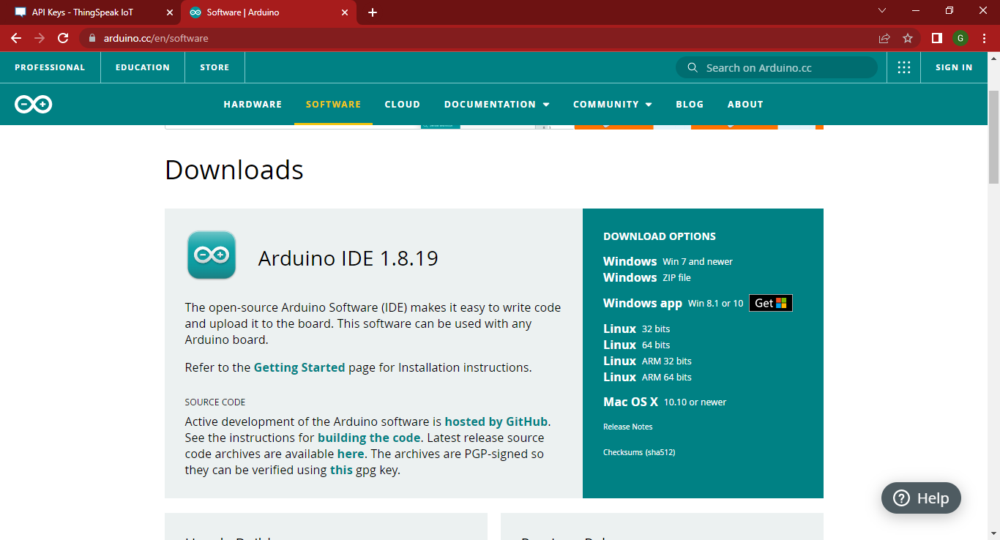 API Keys - ThingSpeak IoT
Software | Arduino
arduino.cc/en/software
G
PROFESSIONAL
EDUCATION
STORE
Search on Arduino.cc
SIGN IN
HARDWARE
SOFTWARE
CLOUD
DOCUMENTATION
COMMUNITY
BLOG
ABOUT
Downloads
Arduino IDE 1.8.19
The open-source Arduino Software (IDE) makes it easy to write code
and upload it to the board. This software can be used with any
Arduino board.
Refer to the Getting Started page for Installation instructions.
SOURCE CODE
Active development of the Arduino software is hosted by GitHub.
See the instructions for building the code. Latest release source
code archives are available here. The archives are PGP-signed so
they can be verified using this gpg key.
DOWNLOAD OPTIONS
Windows Win 7 and newer
Windows ZIP file
Windows app Win 8.1 or 10 Get
Linux 32 bits
Linux 64 bits
Linux ARM 32 bits
Linux ARM 64 bits
Mac OS X 10.10 or newer
Release Notes
Checksums (sha512)
Help